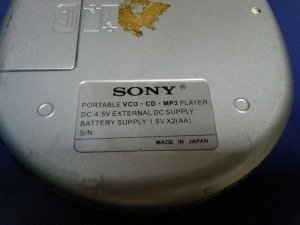 SONY ®
PORTABLE VCD · CD · MP3 PLAYER
DC 4.5V EXTERNAL DC SUPPLY
BATTERY SUPPLY: 1.5V X2(AA)
S/N
MADE IN JAPAN